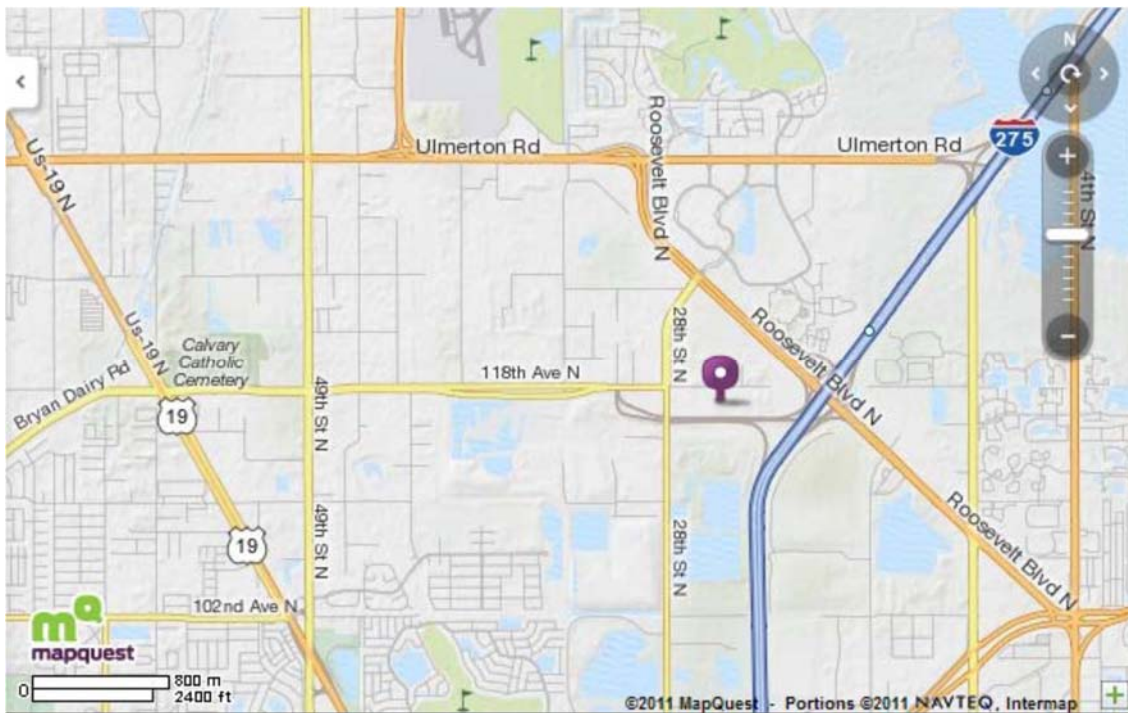 N
275
Ulmerton Rd
Ulmerton Rd
Roosevelt Blvd N
Us-19 N
4th St N
Us-19 N
Calvary
Catholic
Cemetery
28th St N
Roosevelt Blvd N
118th Ave N
Bryan Dairy Rd
49th St N
19
49th St N
28th St N
Roosevelt Blvd N
19
102nd Ave N
mQ
mapquest
0
800 m
2400 ft
©2011 MapQuest - Portions ©2011 NAVTEQ, Intermap